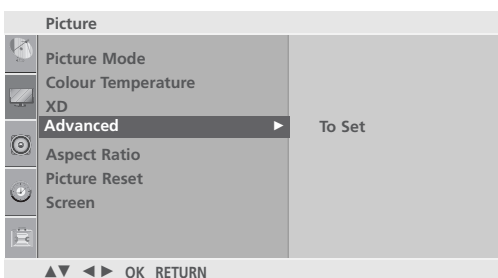 Picture
Picture Mode
Colour Temperature
XD
Advanced ► To Set
Aspect Ratio
Picture Reset
Screen
▲▼ ◄► OK RETURN